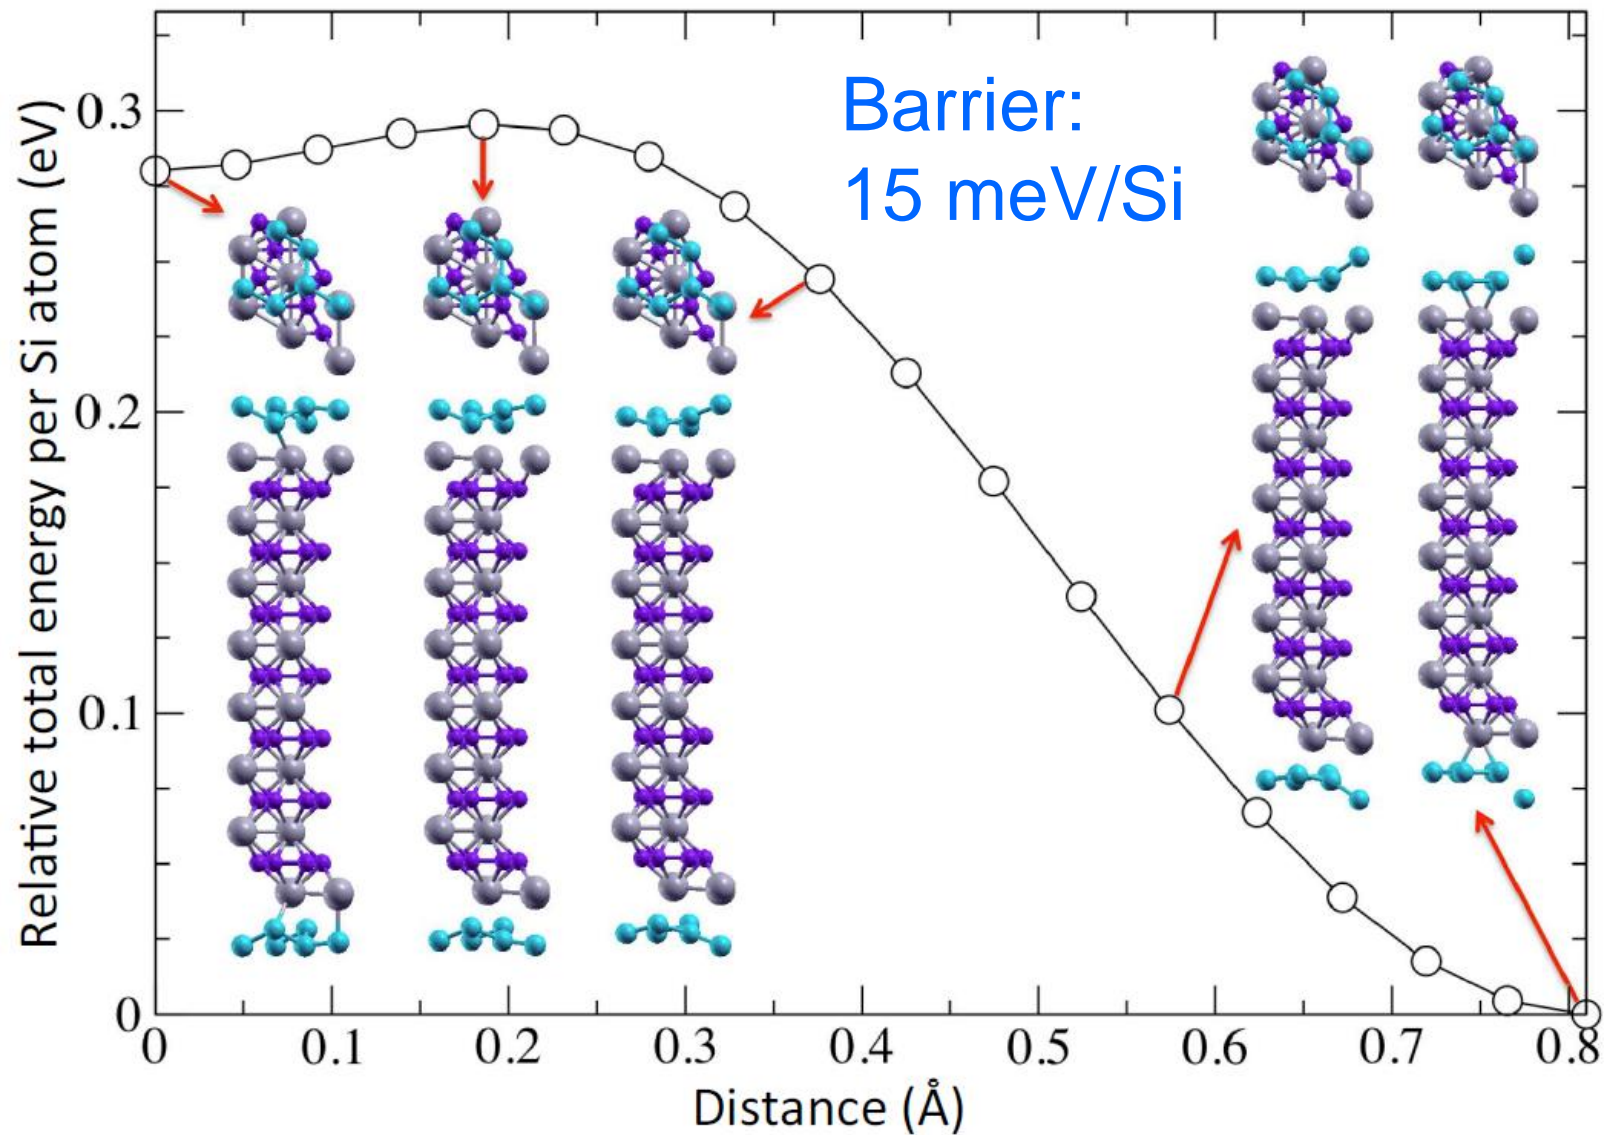 Relative total energy per Si atom (eV)
0.3
0.2
0.1
0
Barrier:
15 meV/Si
0 0.1 0.2 0.3 0.4 0.5 0.6 0.7 0.8
Distance (Å)